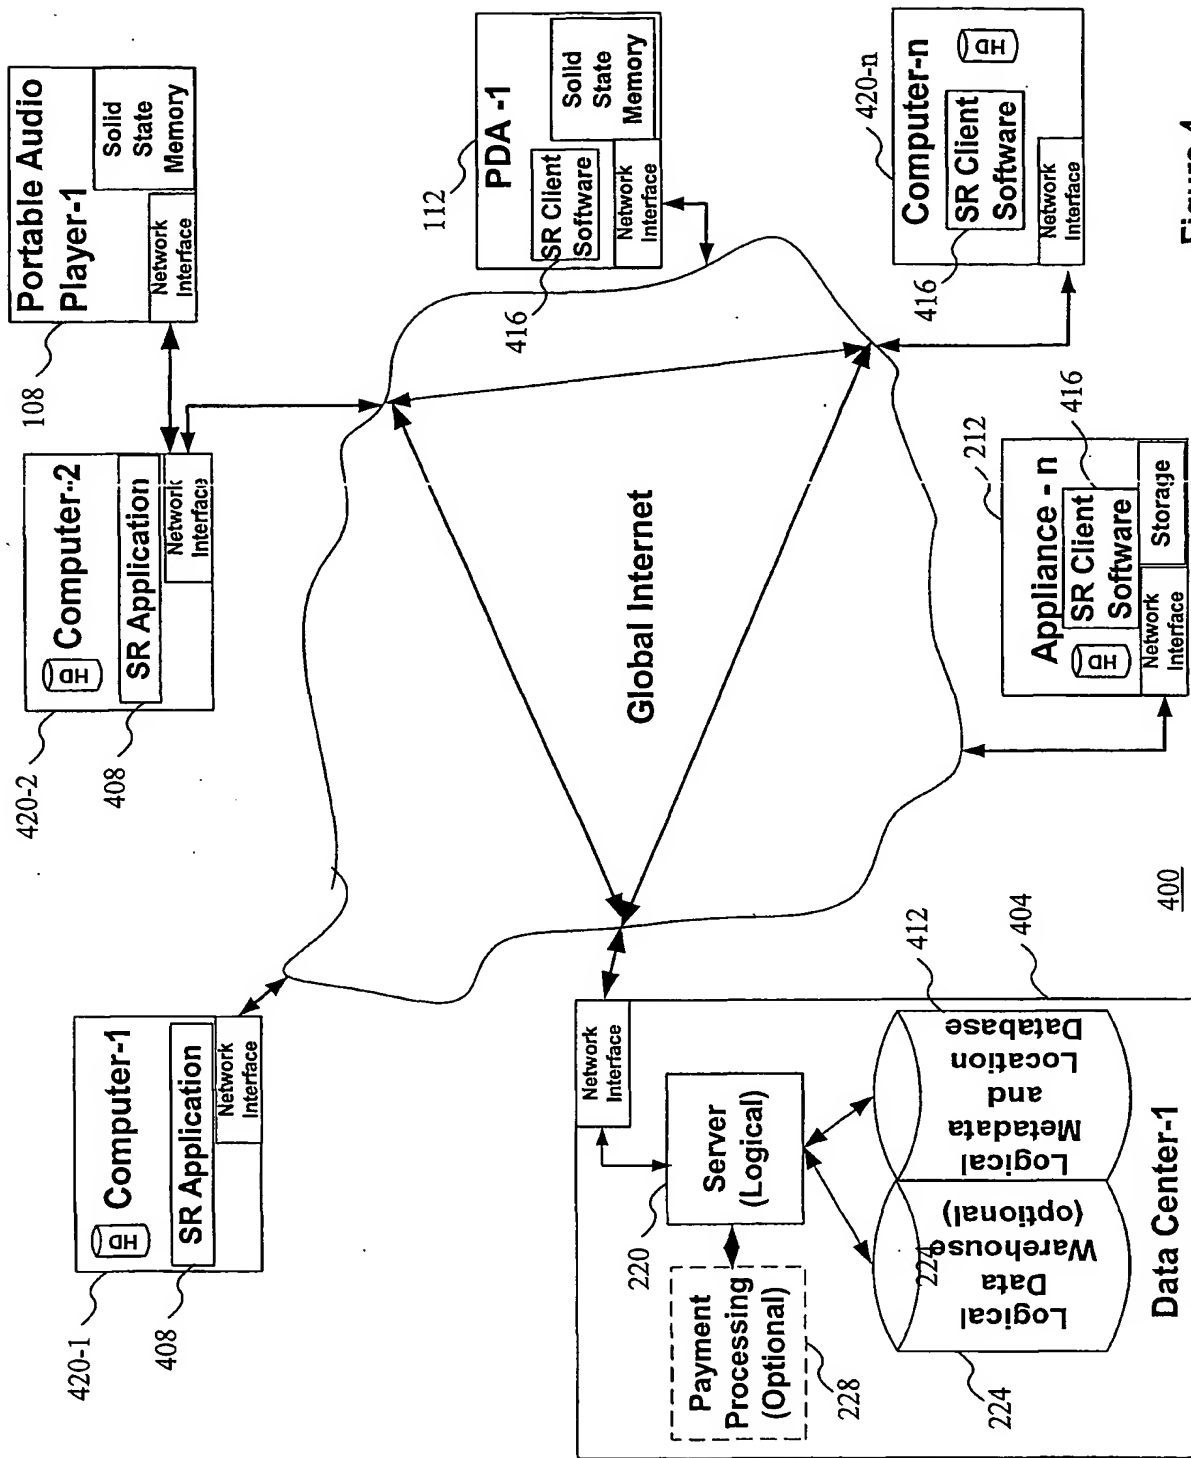 420-1
Computer-1
HD
SR Application
Network
Interface
408
420-2
Computer-2
HD
SR Application
Network
Interface
408
108
Portable Audio
Player-1
Solid
State
Memory
Network
Interface
112
PDA -1
SR Client
Software
Solid
State
Memory
Network
Interface
416
Global Internet
420-n
Computer-n
HD
SR Client
Software
Network
Interface
416
212
Appliance - n
416
HD
SR Client
Software
Network
Interface
Storage
Network
Interface
220
Server
(Logical)
Payment
Processing
(Optional)
228
224
Logical
Data
Warehouse
(optional)
224
Logical
Metadata
and
Location
Database
412
404
Data Center-1
400